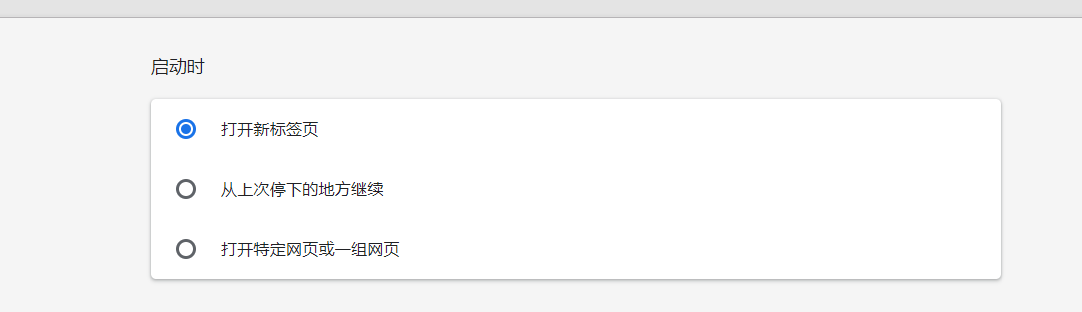 启动时
打开新标签页
从上次停下的地方继续
打开特定网页或一组网页